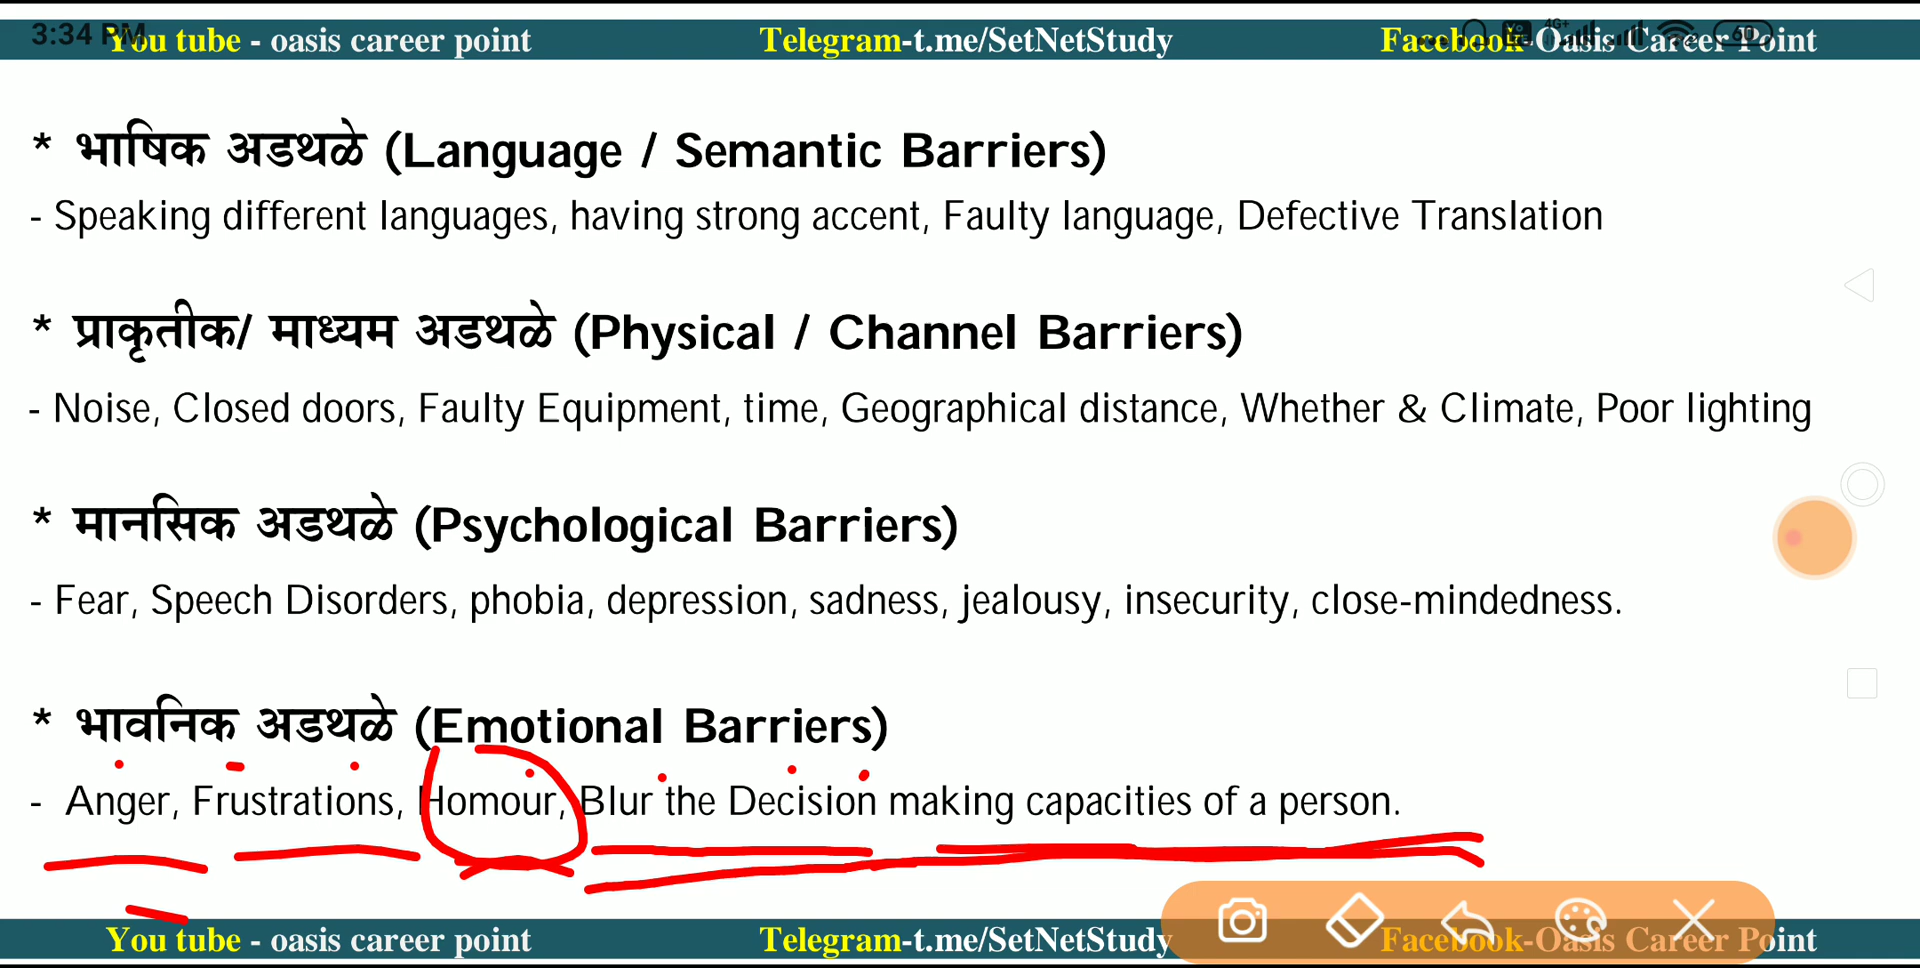 3:34 PM
You tube - oasis career point Telegram-t.me/SetNetStudy Facebook-Oasis Career Point
* भाषिक अडथळे (Language / Semantic Barriers)
- Speaking different languages, having strong accent, Faulty language, Defective Translation
* प्राकृतीक/ माध्यम अडथळे (Physical / Channel Barriers)
- Noise, Closed doors, Faulty Equipment, time, Geographical distance, Whether & Climate, Poor lighting
* मानसिक अडथळे (Psychological Barriers)
- Fear, Speech Disorders, phobia, depression, sadness, jealousy, insecurity, close-mindedness.
* भावनिक अडथळे (Emotional Barriers)
- Anger, Frustrations, Homour, Blur the Decision making capacities of a person.
You tube - oasis career point Telegram-t.me/SetNetStudy Facebook-Oasis Career Point